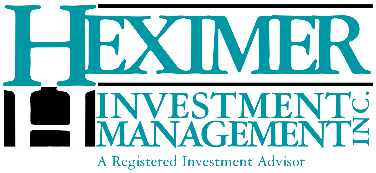 HEXIMER
INVESTMENT
MANAGEMENT INC.
A Registered Investment Advisor